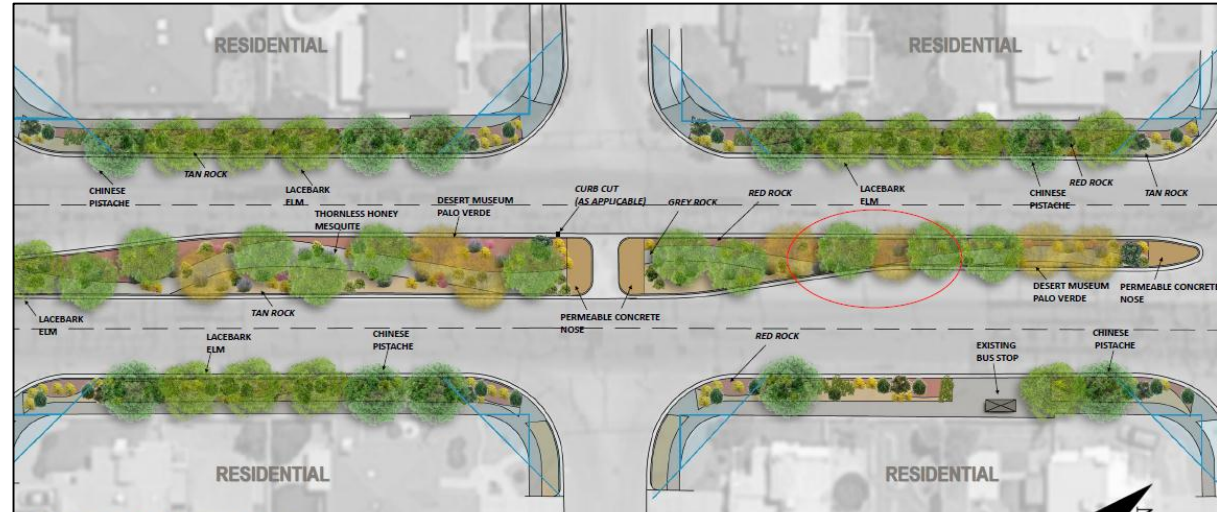 RESIDENTIAL
RESIDENTIAL
CHINESE
PISTACHE
TAN ROCK
LACEBARK
ELM
THORNLESS HONEY
MESQUITE
DESERT MUSEUM
PALO VERDE
CURB CUT
(AS APPLICABLE)
GREY ROCK
RED ROCK
LACEBARK
ELM
CHINESE
PISTACHE
RED ROCK
TAN ROCK
LACEBARK
ELM
TAN ROCK
PERMEABLE CONCRETE
NOSE
DESERT MUSEUM
PALO VERDE
PERMEABLE CONCRETE
NOSE
LACEBARK
ELM
CHINESE
PISTACHE
RED ROCK
EXISTING
BUS STOP
CHINESE
PISTACHE
RESIDENTIAL
RESIDENTIAL